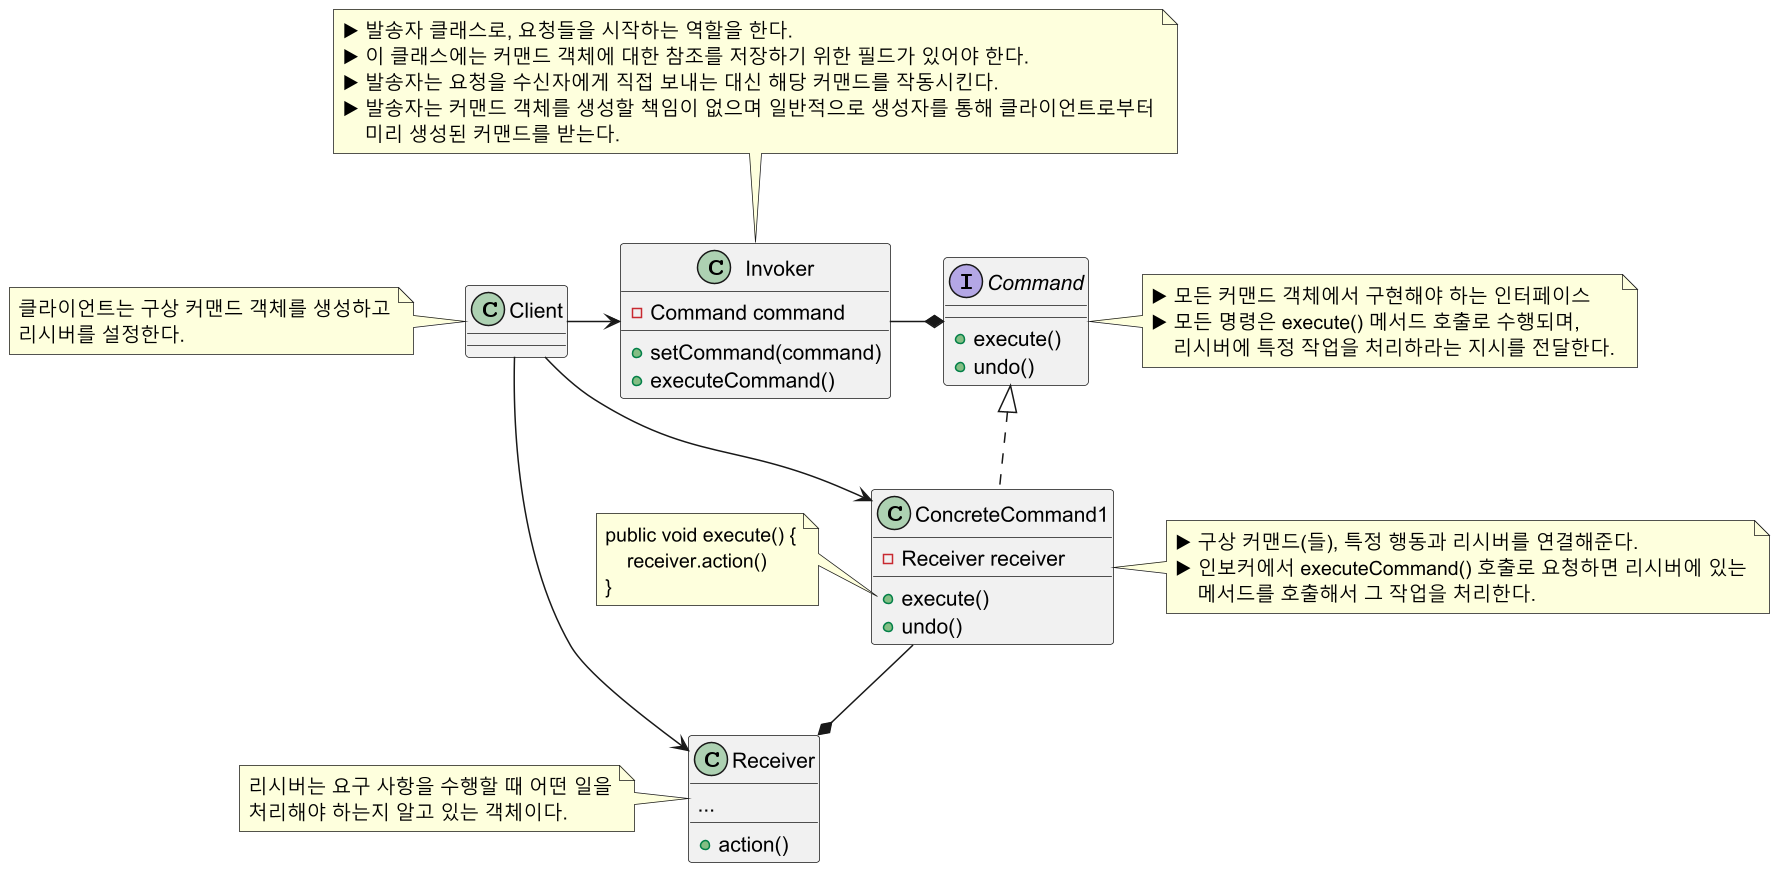 ▶ 발송자 클래스로, 요청들을 시작하는 역할을 한다.
▶ 이 클래스에는 커맨드 객체에 대한 참조를 저장하기 위한 필드가 있어야 한다.
▶ 발송자는 요청을 수신자에게 직접 보내는 대신 해당 커맨드를 작동시킨다.
▶ 발송자는 커맨드 객체를 생성할 책임이 없으며 일반적으로 생성자를 통해 클라이언트로부터
미리 생성된 커맨드를 받는다.
클라이언트는 구상 커맨드 객체를 생성하고
리시버를 설정한다.
C Client
C Invoker
Command command
setCommand(command)
executeCommand()
I Command
execute()
undo()
▶ 모든 커맨드 객체에서 구현해야 하는 인터페이스
▶ 모든 명령은 execute() 메서드 호출로 수행되며,
리시버에 특정 작업을 처리하라는 지시를 전달한다.
public void execute() {
receiver.action()
}
C ConcreteCommand1
Receiver receiver
execute()
undo()
▶ 구상 커맨드(들), 특정 행동과 리시버를 연결해준다.
▶ 인보커에서 executeCommand() 호출로 요청하면 리시버에 있는
메서드를 호출해서 그 작업을 처리한다.
리시버는 요구 사항을 수행할 때 어떤 일을
처리해야 하는지 알고 있는 객체이다.
C Receiver
...
action()